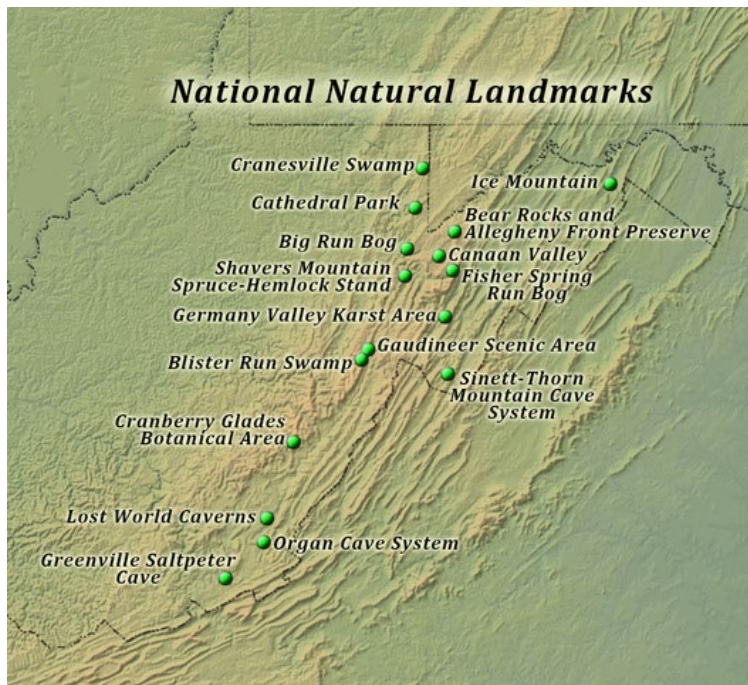 National Natural Landmarks
Cranesville Swamp
Ice Mountain
Cathedral Park
Bear Rocks and
Allegheny Front Preserve
Big Run Bog
Canaan Valley
Shavers Mountain
Spruce-Hemlock Stand
Fisher Spring
Run Bog
Germany Valley Karst Area
Gaudineer Scenic Area
Blister Run Swamp
Sinett-Thorn
Mountain Cave
System
Cranberry Glades
Botanical Area
Lost World Caverns
Organ Cave System
Greenville Saltpeter
Cave